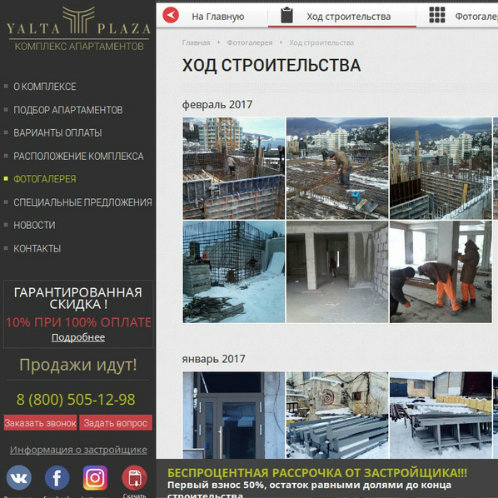 YALTA PLAZA
КОМПЛЕКС АПАРТАМЕНТОВ
О КОМПЛЕКСЕ
ПОДБОР АПАРТАМЕНТОВ
ВАРИАНТЫ ОПЛАТЫ
РАСПОЛОЖЕНИЕ КОМПЛЕКСА
ФОТОГАЛЕРЕЯ
СПЕЦИАЛЬНЫЕ ПРЕДЛОЖЕНИЯ
НОВОСТИ
КОНТАКТЫ
ГАРАНТИРОВАННАЯ
СКИДКА !
10% ПРИ 100% ОПЛАТЕ
Подробнее
Продажи идут!
8 (800) 505-12-98
Заказать звонок
Задать вопрос
Информация о застройщике
Скачать
На Главную
Ход строительства
Фотогале
Главная
Фотогалерея
Ход строительства
ХОД СТРОИТЕЛЬСТВА
февраль 2017
январь 2017
БЕСПРОЦЕНТНАЯ РАССРОЧКА ОТ ЗАСТРОЙЩИКА!!!
Первый взнос 50%, остаток равными долями до конца
строительства